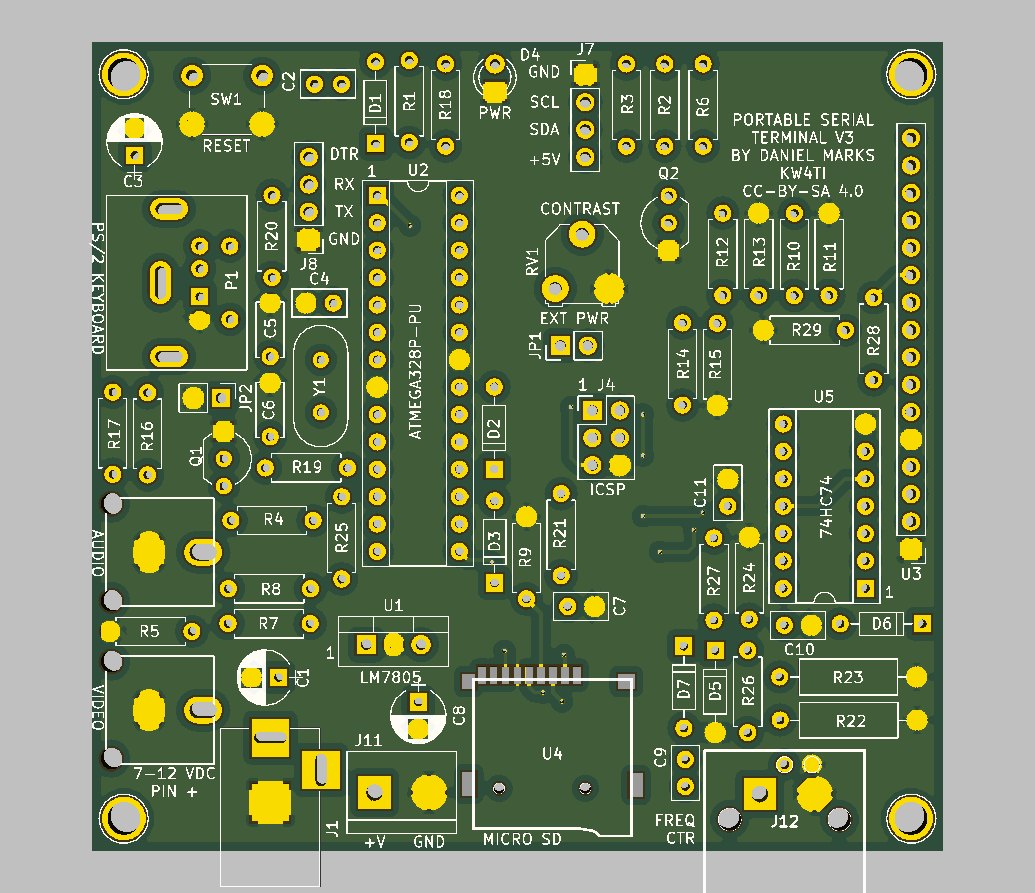 D4
J7
GND
C2
SW1
D1
R1
R18
PWR
SCL
SDA
+5V
R3
R2
R6
PORTABLE SERIAL
TERMINAL V3
BY DANIEL MARKS
KW4TI
CC-BY-SA 4.0
RESET
C3
DTR
RX
TX
GND
J8
1
U2
Q2
CONTRAST
RV1
EXT PWR
PS/2 KEYBOARD
P1
R20
C4
C5
R12
R13
R10
R11
R29
R28
JP1
R14
R15
ATMEGA328P-PU
Y1
JP2
C6
1 J4
ICSP
U5
R17
R16
Q1
R19
D2
C11
74HC74
R4
R25
D3
R9
R21
AUDIO
R27
R24
U3
1
R8
R7
R5
U1
1
LM7805
C7
C10
D6
C1
C8
D7
D5
R26
R23
R22
VIDEO
U4
7-12 VDC
PIN +
J11
J1
+V
GND
MICRO SD
C9
FREQ
CTR
J12